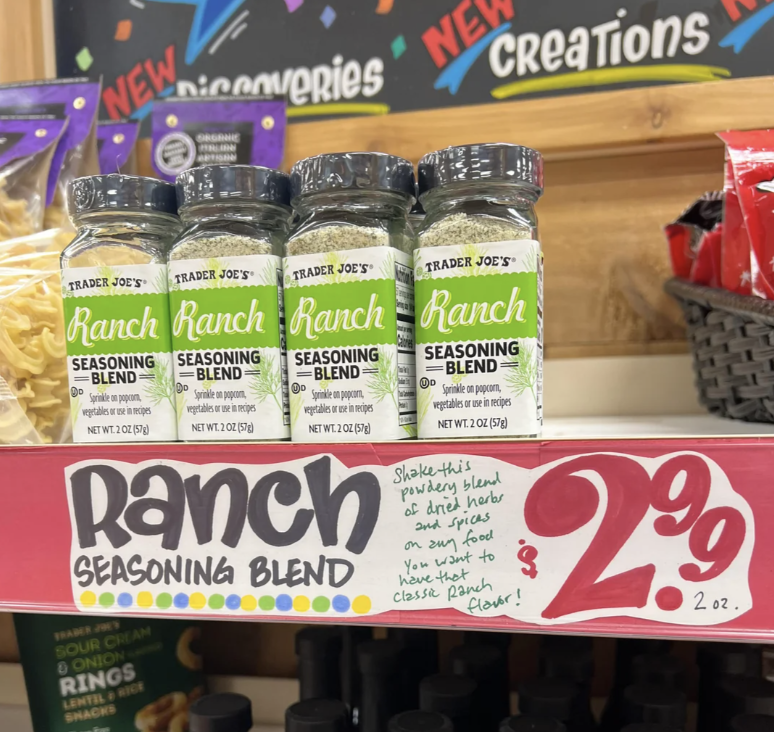 NEW
DISCOVERIES
NEW
CREATIONS
ORGANIC
ITALIAN
ARTISAN
TRADER JOE'S®
Ranch
SEASONING
BLEND
Sprinkle on popcorn,
vegetables or use in recipes
NET WT. 2 OZ (57g)
TRADER JOE'S®
Ranch
SEASONING
BLEND
Sprinkle on popcorn,
vegetables or use in recipes
NET WT. 2 OZ (57g)
TRADER JOE'S®
Ranch
SEASONING
BLEND
Sprinkle on popcorn,
vegetables or use in recipes
NET WT. 2 OZ (57g)
TRADER JOE'S®
Ranch
SEASONING
BLEND
Sprinkle on popcorn,
vegetables or use in recipes
NET WT. 2 OZ (57g)
Ranch
SEASONING BLEND
Shake this
powdery blend
of dried herbs
and spices
on any food
you want to
have that
classic Ranch
flavor!
$2.99
2 oz.
TRADER JOE'S
SOUR CREAM
& ONION FLAVORED
RINGS
LENTIL & RICE
SNACKS